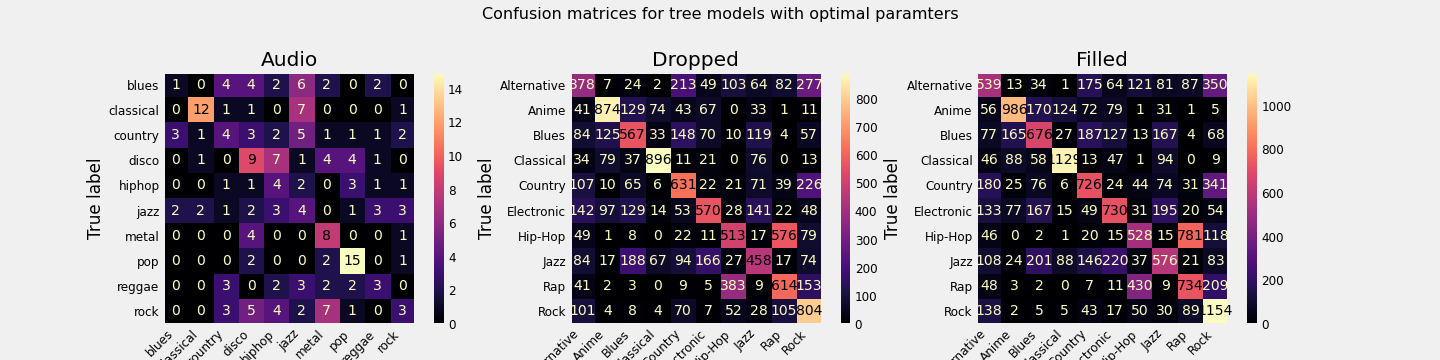 Confusion matrices for tree models with optimal paramters
Audio
True label
blues 1 0 4 4 2 6 2 0 2 0
classical 0 12 1 1 0 7 0 0 0 1
country 3 1 4 3 2 5 1 1 1 2
disco 0 1 0 9 7 1 4 4 1 0
hiphop 0 0 1 1 4 2 0 3 1 1
jazz 2 2 1 2 3 4 0 1 3 3
metal 0 0 0 4 0 0 8 0 0 1
pop 0 0 0 2 0 0 2 15 0 1
reggae 0 0 3 0 2 3 2 2 3 0
rock 0 0 3 5 4 2 7 1 0 3
blues country disco jazz metal pop rock
14
12
10
8
6
4
2
0
Dropped
True label
Alternative 378 7 24 2 213 49 103 64 82 277
Anime 41 874 129 74 43 67 0 33 1 11
Blues 84 125 567 33 148 70 10 119 4 57
Classical 34 79 37 896 11 21 0 76 0 13
Country 107 10 65 6 631 22 21 71 39 226
Electronic 142 97 129 14 53 570 28 141 22 48
Hip-Hop 49 1 8 0 22 11 513 17 576 79
Jazz 84 17 188 67 94 166 27 458 17 74
Rap 41 2 3 0 9 5 383 9 614 153
Rock 101 4 8 4 70 7 52 28 105 804
Anime Blues Jazz Rap Rock
800
700
600
500
400
300
200
100
0
Filled
True label
Alternative 539 13 34 1 175 64 121 81 87 350
Anime 56 986 170 124 72 79 1 31 1 5
Blues 77 165 676 27 187 127 13 167 4 68
Classical 46 88 58 1129 13 47 1 94 0 9
Country 180 25 76 6 726 24 44 74 31 341
Electronic 133 77 167 15 49 730 31 195 20 54
Hip-Hop 46 0 2 1 20 15 528 15 781 118
Jazz 108 24 201 88 146 220 37 576 21 83
Rap 48 3 2 0 7 11 430 9 734 209
Rock 138 2 5 5 43 17 50 30 89 1154
Anime Blues Jazz Rap Rock
1000
800
600
400
200
0